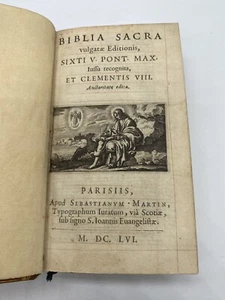 BIBLIA SACRA
vulgatæ Editionis,
SIXTI V. PONT. MAX.
Iussu recognita,
ET CLEMENTIS VIII.
Auctoritate edita.
PARISIIS,
Apud SEBASTIANVM MARTIN,
Typographum Iuratum, viâ Scotiæ,
sub signo S. Ioannis Euangelistæ.
M. DC. LVI.